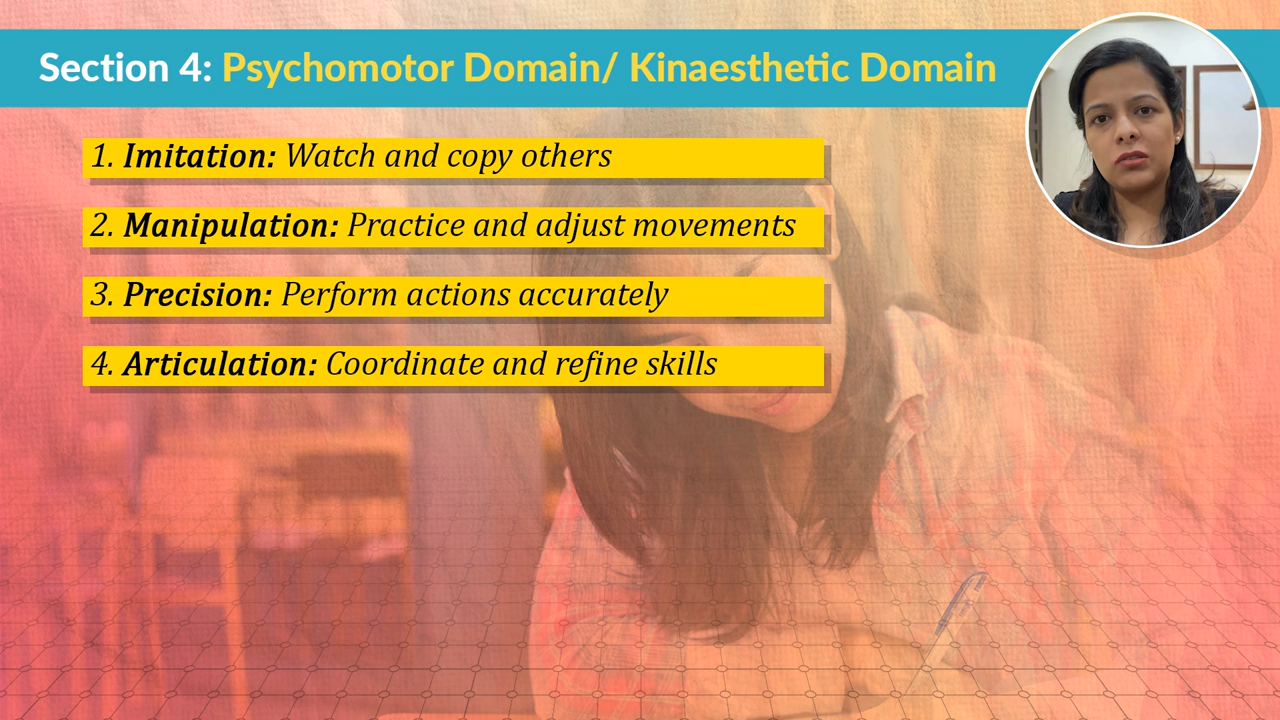 Section 4: Psychomotor Domain/ Kinaesthetic Domain
1. Imitation: Watch and copy others
2. Manipulation: Practice and adjust movements
3. Precision: Perform actions accurately
4. Articulation: Coordinate and refine skills